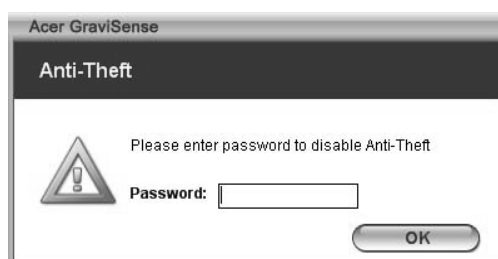 Acer GraviSense
Anti-Theft
Please enter password to disable Anti-Theft
Password:
OK